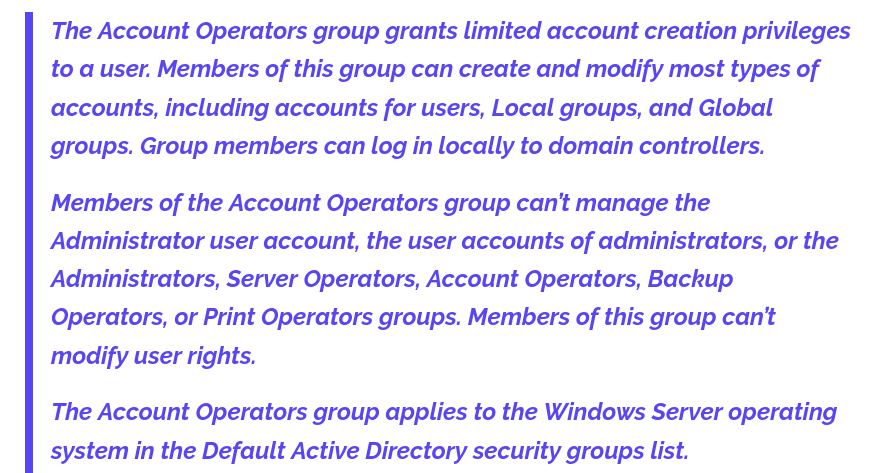 The Account Operators group grants limited account creation privileges
to a user. Members of this group can create and modify most types of
accounts, including accounts for users, Local groups, and Global
groups. Group members can log in locally to domain controllers.
Members of the Account Operators group can’t manage the
Administrator user account, the user accounts of administrators, or the
Administrators, Server Operators, Account Operators, Backup
Operators, or Print Operators groups. Members of this group can’t
modify user rights.
The Account Operators group applies to the Windows Server operating
system in the Default Active Directory security groups list.